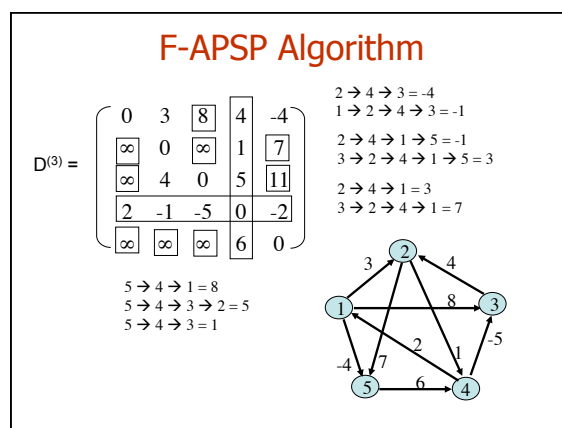 F-APSP Algorithm
D(3) =
0 3 8 4 -4
∞ 0 ∞ 1 7
∞ 4 0 5 11
2 -1 -5 0 -2
∞ ∞ ∞ 6 0
2 → 4 → 3 = -4
1 → 2 → 4 → 3 = -1
2 → 4 → 1 → 5 = -1
3 → 2 → 4 → 1 → 5 = 3
2 → 4 → 1 = 3
3 → 2 → 4 → 1 = 7
5 → 4 → 1 = 8
5 → 4 → 3 → 2 = 5
5 → 4 → 3 = 1
2
3 4
1 8 3
2 -5
-4 7 1
5 6 4